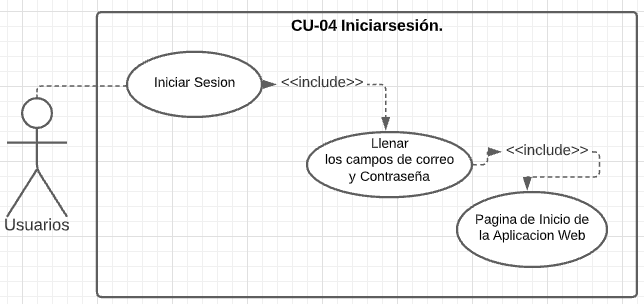 CU-04 Iniciarsesión.
Iniciar Sesion
<<include>>
Llenar
los campos de correo
y Contraseña
<<include>>
Usuarios
Pagina de Inicio de
la Aplicacion Web